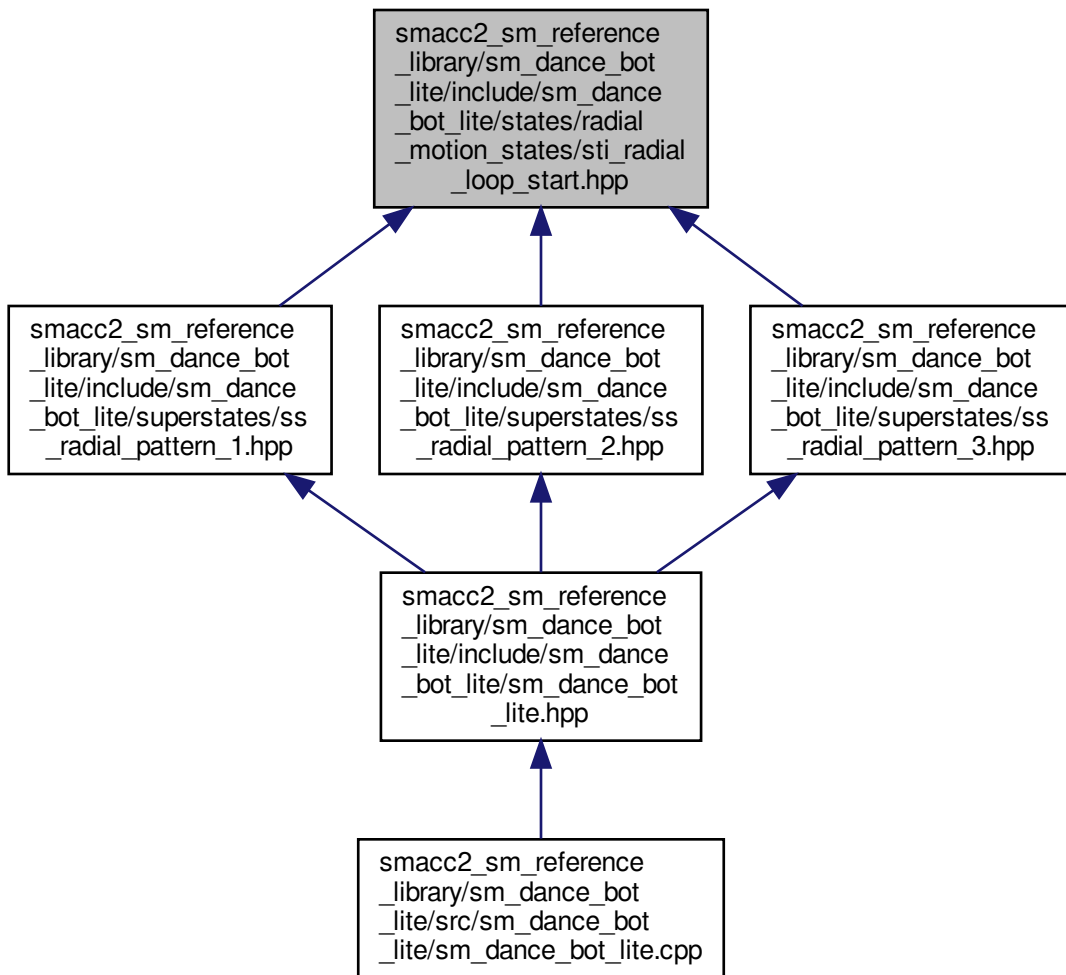 smacc2_sm_reference
_library/sm_dance_bot
_lite/include/sm_dance
_bot_lite/states/radial
_motion_states/sti_radial
_loop_start.hpp
smacc2_sm_reference
_library/sm_dance_bot
_lite/include/sm_dance
_bot_lite/superstates/ss
_radial_pattern_1.hpp
smacc2_sm_reference
_library/sm_dance_bot
_lite/include/sm_dance
_bot_lite/superstates/ss
_radial_pattern_2.hpp
smacc2_sm_reference
_library/sm_dance_bot
_lite/include/sm_dance
_bot_lite/superstates/ss
_radial_pattern_3.hpp
smacc2_sm_reference
_library/sm_dance_bot
_lite/include/sm_dance
_bot_lite/sm_dance_bot
_lite.hpp
smacc2_sm_reference
_library/sm_dance_bot
_lite/src/sm_dance_bot
_lite/sm_dance_bot_lite.cpp